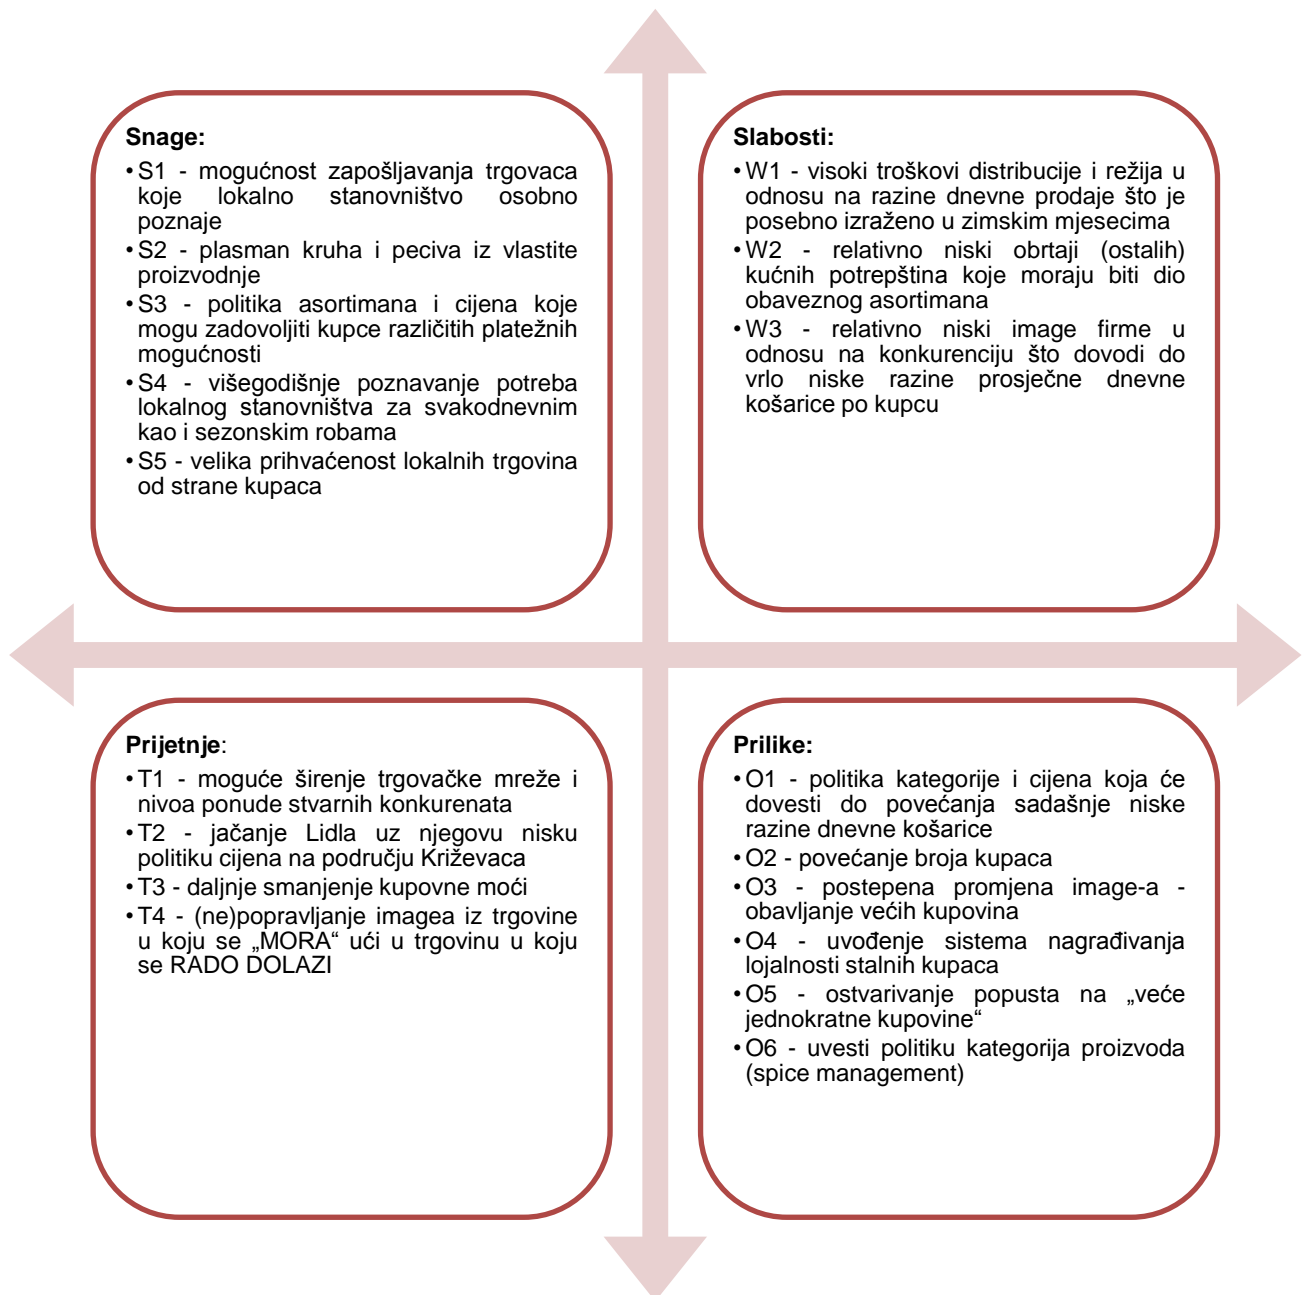 Snage:
• S1 - mogućnost zapošljavanja trgovaca
koje lokalno stanovništvo osobno
poznaje
• S2 - plasman kruha i peciva iz vlastite
proizvodnje
• S3 - politika asortimana i cijena koje
mogu zadovoljiti kupce različitih platežnih
mogućnosti
• S4 - višegodišnje poznavanje potreba
lokalnog stanovništva za svakodnevnim
kao i sezonskim robama
• S5 - velika prihvaćenost lokalnih trgovina
od strane kupaca
Slabosti:
• W1 - visoki troškovi distribucije i režija u
odnosu na razine dnevne prodaje što je
posebno izraženo u zimskim mjesecima
• W2 - relativno niski obrtaji (ostalih)
kućnih potrepština koje moraju biti dio
obaveznog asortimana
• W3 - relativno niski image firme u
odnosu na konkurenciju što dovodi do
vrlo niske razine prosječne dnevne
košarice po kupcu
Prijetnje:
• T1 - moguće širenje trgovačke mreže i
nivoa ponude stvarnih konkurenata
• T2 - jačanje Lidla uz njegovu nisku
politiku cijena na području Križevaca
• T3 - daljnje smanjenje kupovne moći
• T4 - (ne)popravljanje imagea iz trgovine
u koju se „MORA“ ući u trgovinu u koju
se RADO DOLAZI
Prilike:
• O1 - politika kategorije i cijena koja će
dovesti do povećanja sadašnje niske
razine dnevne košarice
• O2 - povećanje broja kupaca
• O3 - postepena promjena image-a -
obavljanje većih kupovina
• O4 - uvođenje sistema nagrađivanja
lojalnosti stalnih kupaca
• O5 - ostvarivanje popusta na „veće
jednokratne kupovine“
• O6 - uvesti politiku kategorija proizvoda
(spice management)